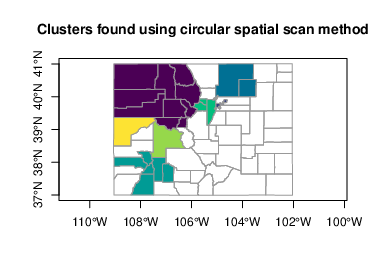 Clusters found using circular spatial scan method
41°N
40°N
39°N
38°N
37°N
110°W
108°W
106°W
104°W
102°W
100°W